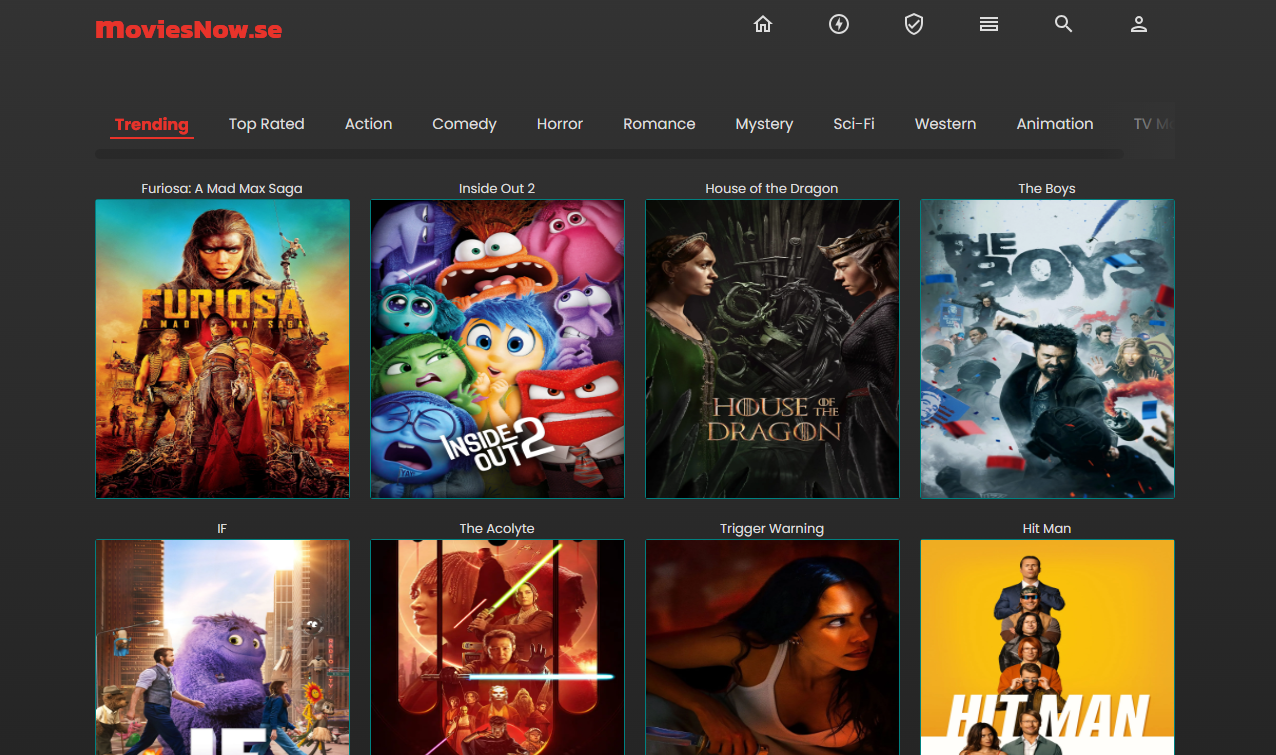 MoviesNow.se
Trending Top Rated Action Comedy Horror Romance Mystery Sci-Fi Western Animation TV
Furiosa: A Mad Max Saga Inside Out 2 House of the Dragon The Boys
FURIOSA
A MAD MAX SAGA
INSIDE
OUT 2
HOUSE OF THE
DRAGON
THE
BOYS
IF The Acolyte Trigger Warning Hit Man
IF
HIT MAN